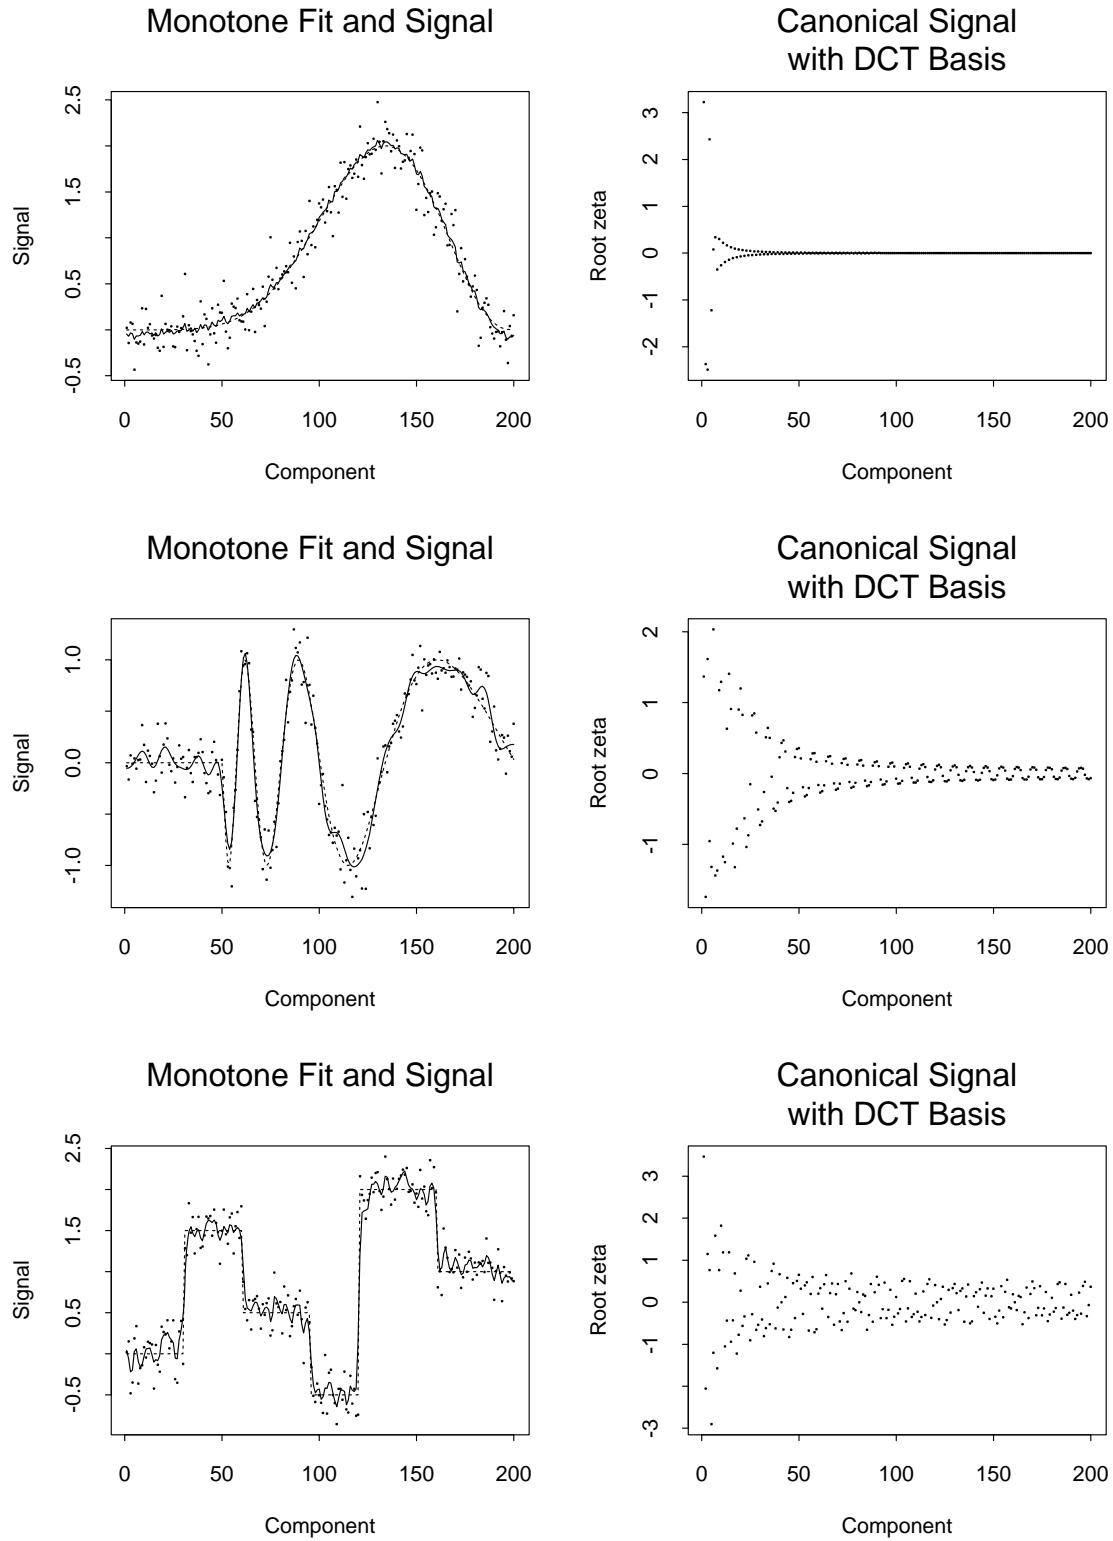 Monotone Fit and Signal
Signal
2.5
1.5
0.5
-0.5
0 50 100 150 200
Component
Canonical Signal
with DCT Basis
Root zeta
3
2
1
0
-1
-2
0 50 100 150 200
Component
Monotone Fit and Signal
Signal
1.0
0.0
-1.0
0 50 100 150 200
Component
Canonical Signal
with DCT Basis
Root zeta
2
1
0
-1
0 50 100 150 200
Component
Monotone Fit and Signal
Signal
2.5
1.5
0.5
-0.5
0 50 100 150 200
Component
Canonical Signal
with DCT Basis
Root zeta
3
2
1
0
-1
-3
0 50 100 150 200
Component